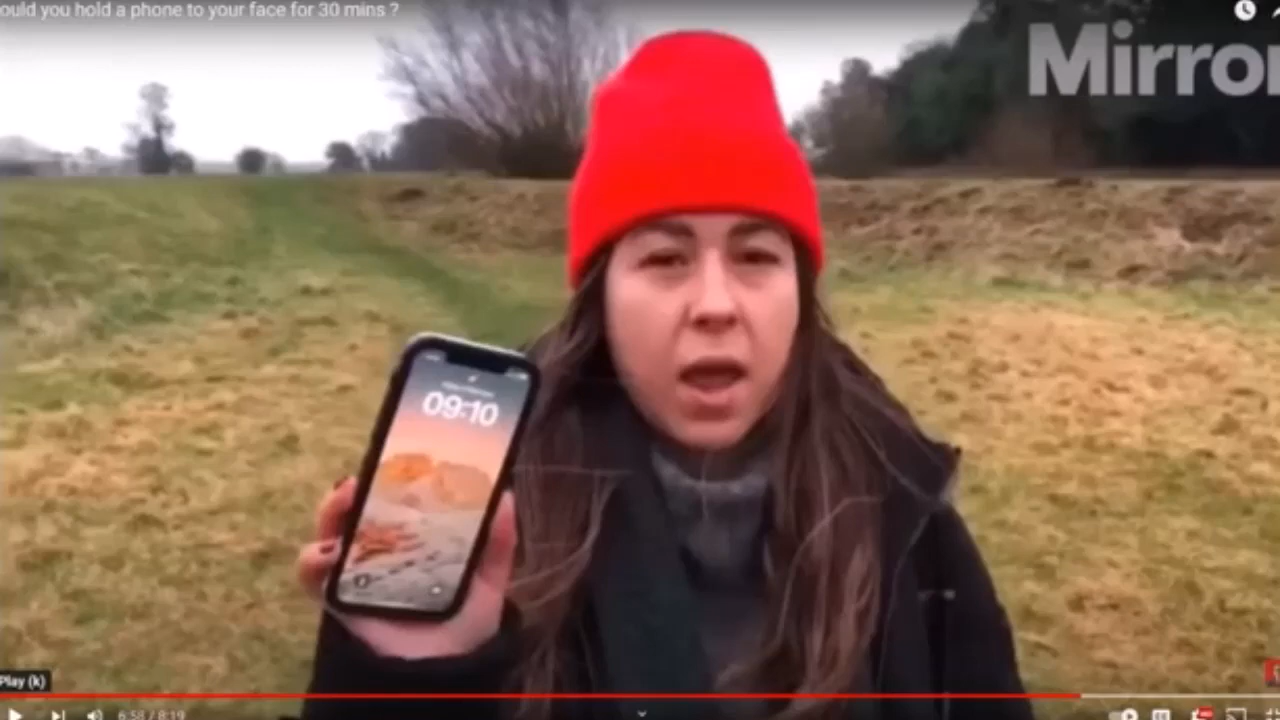 ould you hold a phone to your face for 30 mins ?
Mirror
09:10
Play (k)
6:58 / 8:19